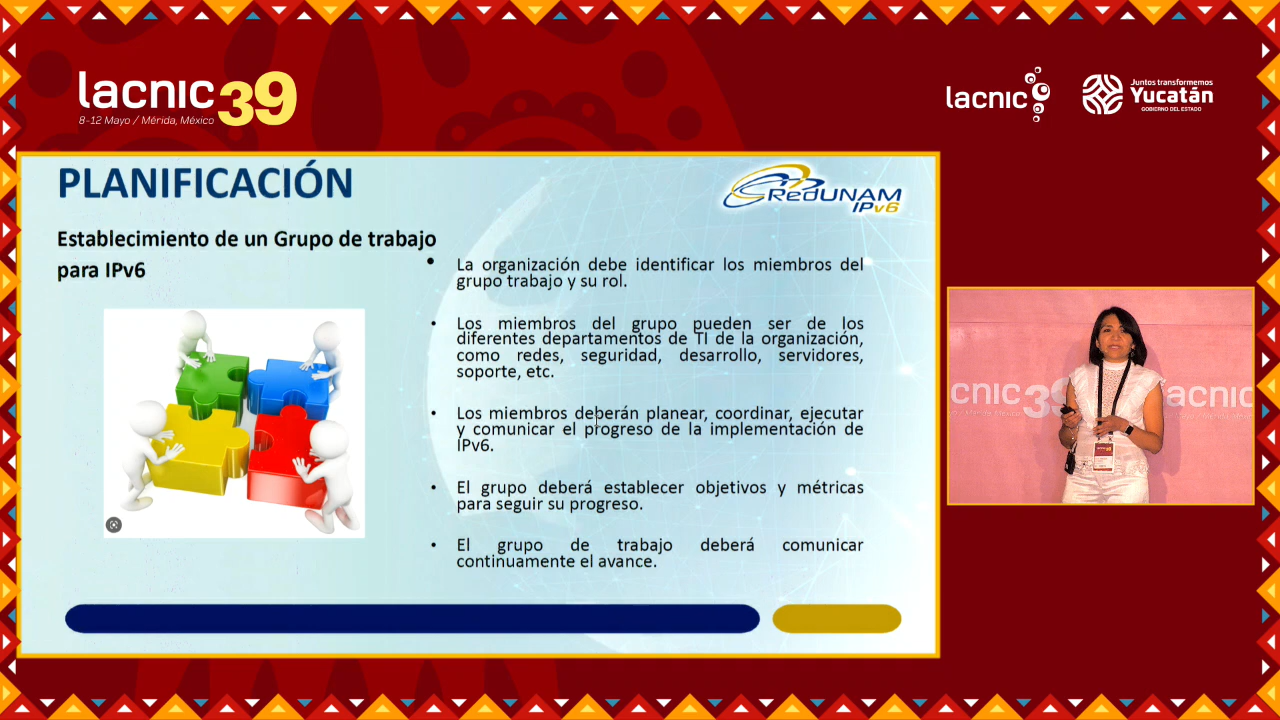 lacnic 39
8-12 Mayo / Mérida, México
lacnic
Juntos transformemos
Yucatán
GOBIERNO DEL ESTADO
PLANIFICACIÓN
RedUNAM
IPv6
Establecimiento de un Grupo de trabajo
para IPv6
• La organización debe identificar los miembros del
grupo trabajo y su rol.
• Los miembros del grupo pueden ser de los
diferentes departamentos de TI de la organización,
como redes, seguridad, desarrollo, servidores,
soporte, etc.
• Los miembros deberán planear, coordinar, ejecutar
y comunicar el progreso de la implementación de
IPv6.
• El grupo deberá establecer objetivos y métricas
para seguir su progreso.
• El grupo de trabajo deberá comunicar
continuamente el avance.
cnic 39
lacnic